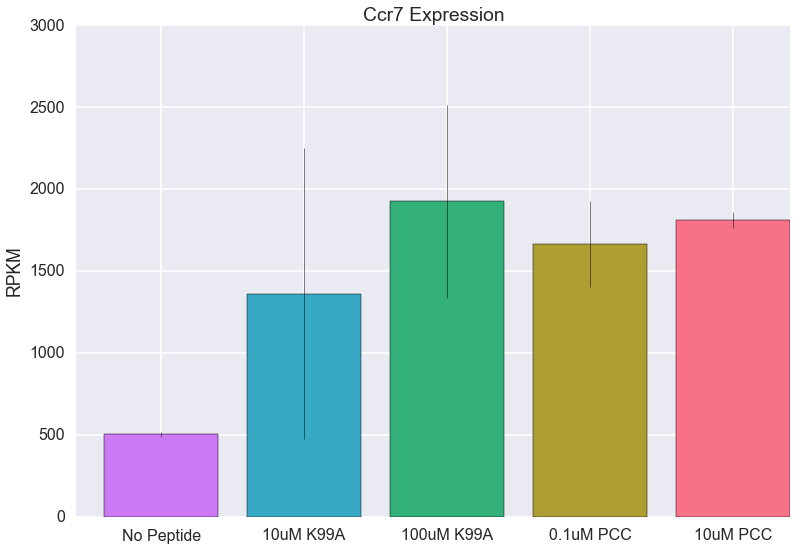 Ccr7 Expression
3000
2500
2000
1500
1000
500
0
RPKM
No Peptide
10uM K99A
100uM K99A
0.1uM PCC
10uM PCC